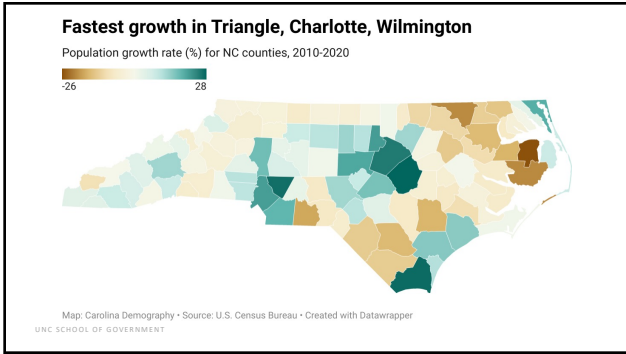 Fastest growth in Triangle, Charlotte, Wilmington
Population growth rate (%) for NC counties, 2010-2020
-26 28
Map: Carolina Demography • Source: U.S. Census Bureau • Created with Datawrapper
UNC SCHOOL OF GOVERNMENT